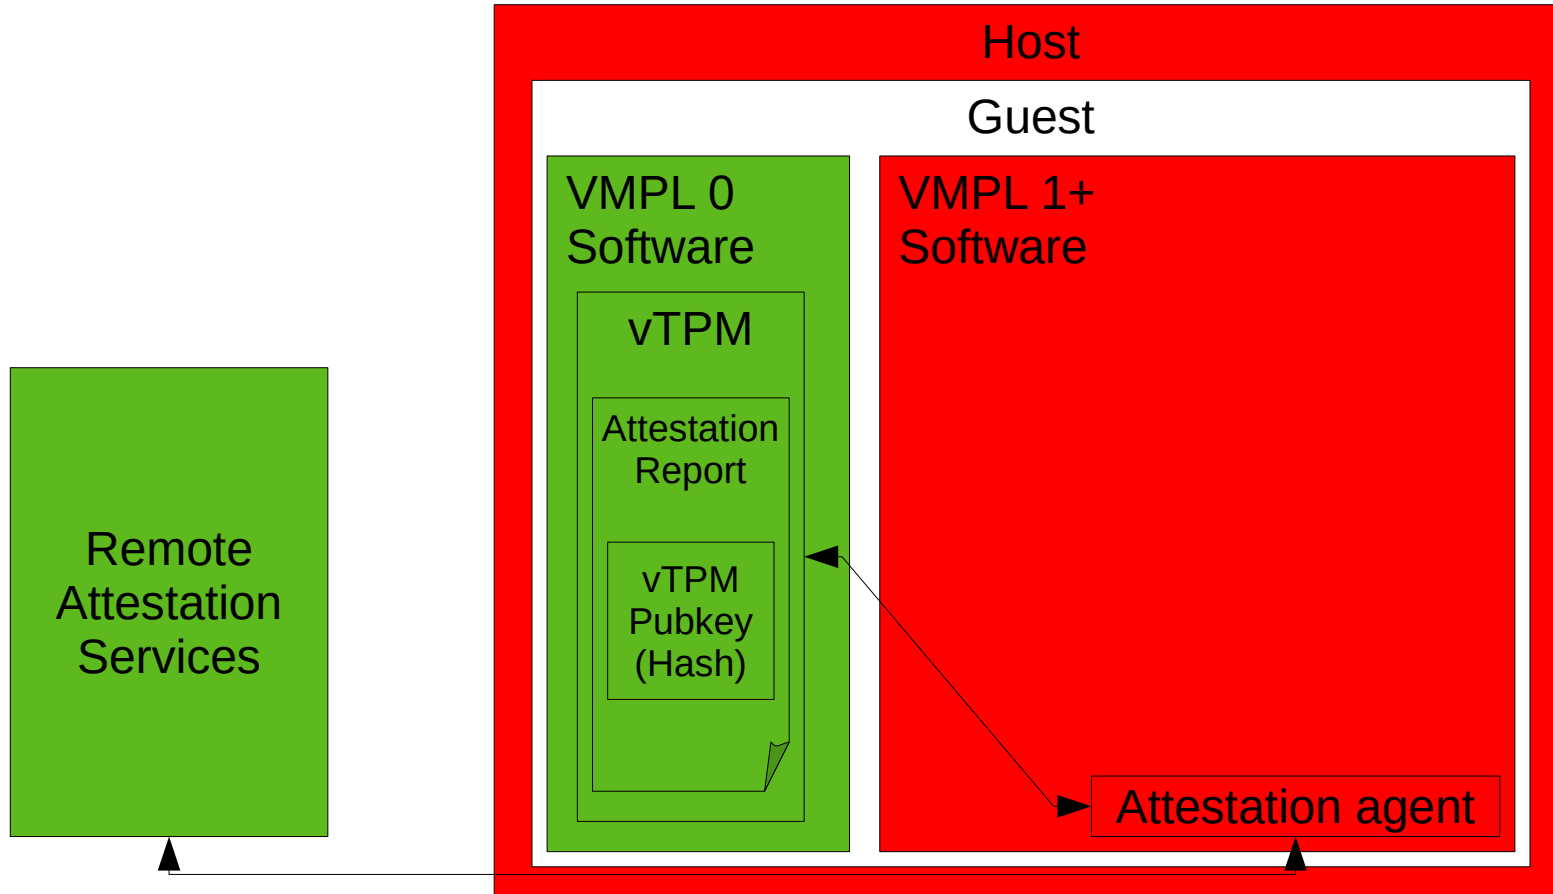 Host
Guest
VMPL 0
Software
VMPL 1+
Software
vTPM
Attestation
Report
vTPM
Pubkey
(Hash)
Remote
Attestation
Services
Attestation agent